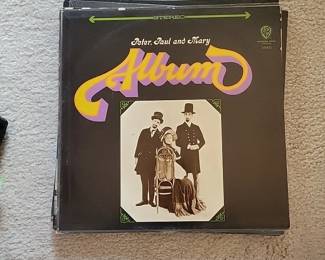 STEREO
Peter, Paul and Mary
Album